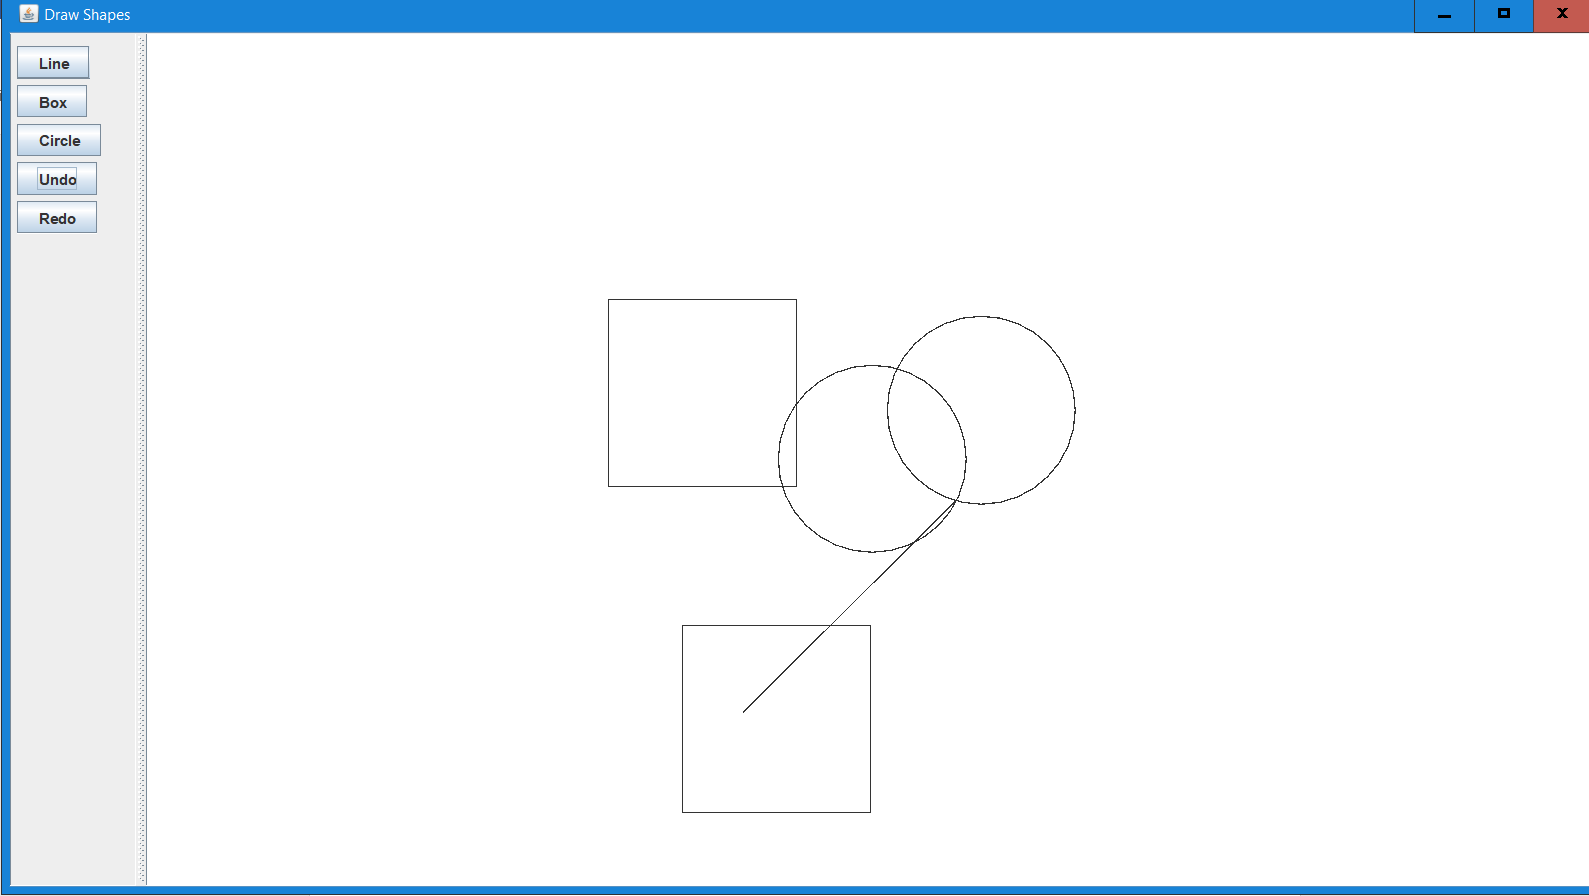 Draw Shapes
Line
Box
Circle
Undo
Redo